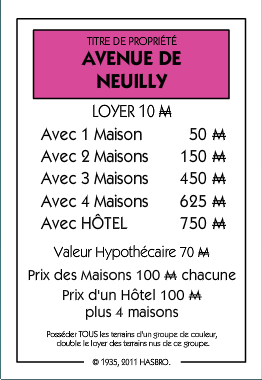 TITRE DE PROPRIÉTÉ
AVENUE DE
NEUILLY
LOYER 10 ₩
Avec 1 Maison 50 ₩
Avec 2 Maisons 150 ₩
Avec 3 Maisons 450 ₩
Avec 4 Maisons 625 ₩
Avec HÔTEL 750 ₩
Valeur Hypothécaire 70 ₩
Prix des Maisons 100 ₩ chacune
Prix d'un Hôtel 100 ₩
plus 4 maisons
Posséder TOUS les terrains d'un groupe de couleur,
double le loyer des terrains nus de ce groupe.
© 1935, 2011 HASBRO.